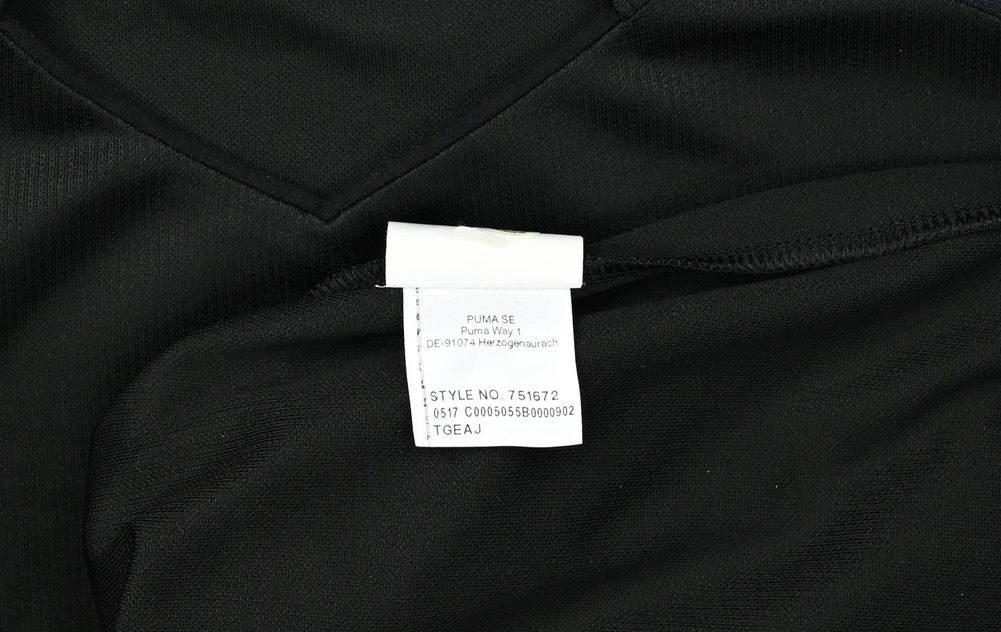 PUMA SE
Puma Way 1
DE-91074 Herzogenaurach
STYLE NO. 751672
0517 C0005055B0000902
TGEAJ